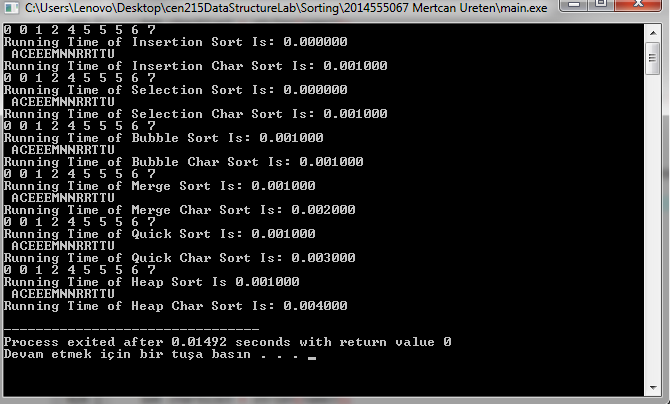 C:\Users\Lenovo\Desktop\cen215DataStructureLab\Sorting\2014555067 Mertcan Ureten\main.exe
0 0 1 2 4 5 5 5 6 7
Running Time of Insertion Sort Is: 0.000000
ACEEEMNNRRTTU
Running Time of Insertion Char Sort Is: 0.001000
0 0 1 2 4 5 5 5 6 7
Running Time of Selection Sort Is: 0.000000
ACEEEMNNRRTTU
Running Time of Selection Char Sort Is: 0.001000
0 0 1 2 4 5 5 5 6 7
Running Time of Bubble Sort Is: 0.001000
ACEEEMNNRRTTU
Running Time of Bubble Char Sort Is: 0.001000
0 0 1 2 4 5 5 5 6 7
Running Time of Merge Sort Is: 0.001000
ACEEEMNNRRTTU
Running Time of Merge Char Sort Is: 0.002000
0 0 1 2 4 5 5 5 6 7
Running Time of Quick Sort Is: 0.001000
ACEEEMNNRRTTU
Running Time of Quick Char Sort Is: 0.003000
0 0 1 2 4 5 5 5 6 7
Running Time of Heap Sort Is 0.001000
ACEEEMNNRRTTU
Running Time of Heap Char Sort Is: 0.004000
--------------------------------
Process exited after 0.01492 seconds with return value 0
Devam etmek için bir tuşa basın . . . _